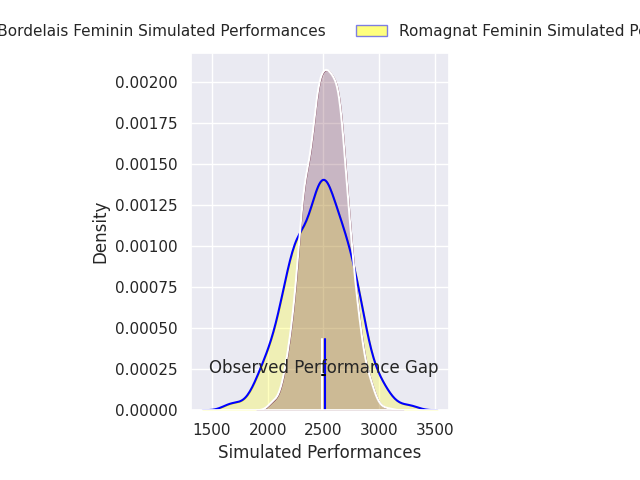 Bordelais Feminin Simulated Performances
Romagnat Feminin Simulated
0.00200
0.00175
0.00150
0.00125
0.00100
0.00075
0.00050
0.00025
0.00000
Density
Observed Performance Gap
1500 2000 2500 3000 3500
Simulated Performances